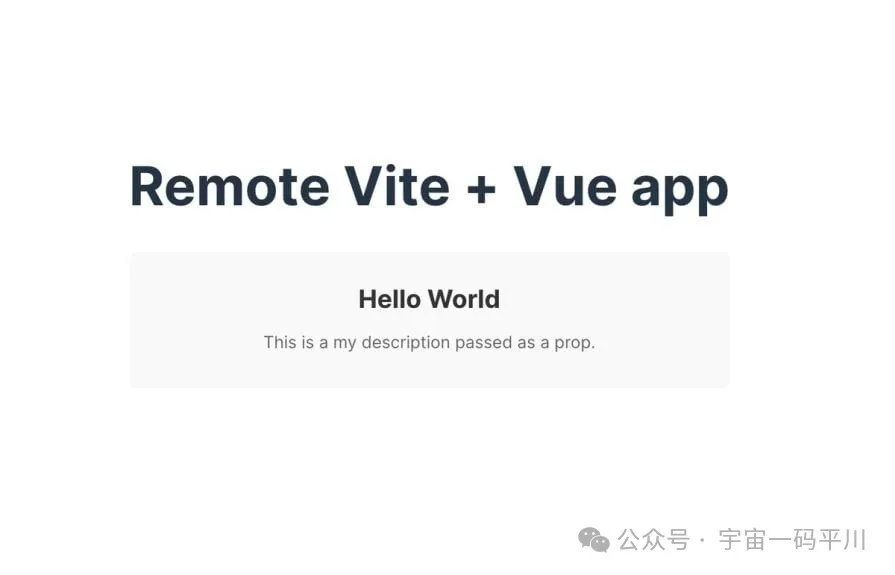 Remote Vite + Vue app
Hello World
This is a my description passed as a prop.
公众号 · 宇宙一码平川